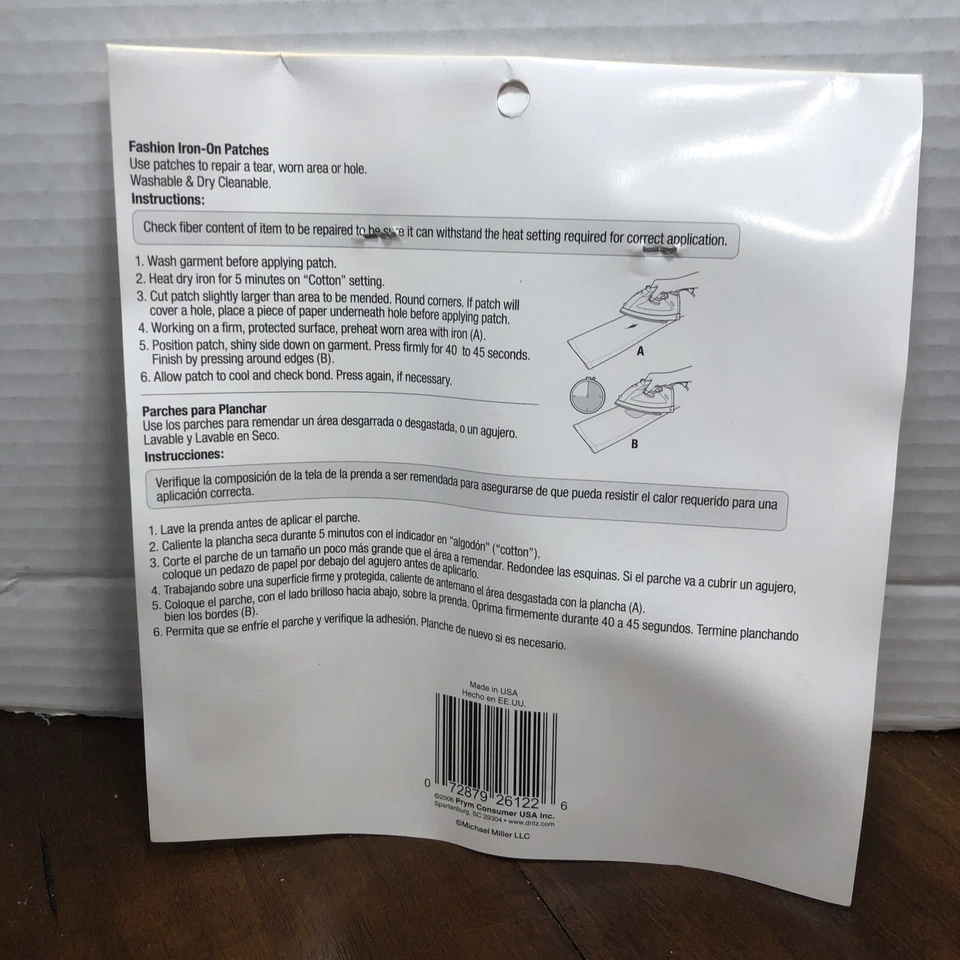 Fashion Iron-On Patches
Use patches to repair a tear, worn area or hole.
Washable & Dry Cleanable.
Instructions:
Check fiber content of item to be repaired to be sure it can withstand the heat setting required for correct application.
1. Wash garment before applying patch.
2. Heat dry iron for 5 minutes on "Cotton" setting.
3. Cut patch slightly larger than area to be mended. Round corners. If patch will
cover a hole, place a piece of paper underneath hole before applying patch.
4. Working on a firm, protected surface, preheat worn area with iron (A).
5. Position patch, shiny side down on garment. Press firmly for 40 to 45 seconds.
Finish by pressing around edges (B).
6. Allow patch to cool and check bond. Press again, if necessary.
A
B
Parches para Planchar
Use los parches para remendar un área desgarrada o desgastada, o un agujero.
Lavable y Lavable en Seco.
Instrucciones:
Verifique la composición de la tela de la prenda a ser remendada para asegurarse de que pueda resistir el calor requerido para una
aplicación correcta.
1. Lave la prenda antes de aplicar el parche.
2. Caliente la plancha seca durante 5 minutos con el indicador en "algodón" ("cotton").
3. Corte el parche de un tamaño un poco más grande que el área a remendar. Redondee las esquinas. Si el parche va a cubrir un agujero,
coloque un pedazo de papel por debajo del agujero antes de aplicarlo.
4. Trabajando sobre una superficie firme y protegida, caliente de antemano el área desgastada con la plancha (A).
5. Coloque el parche, con el lado brilloso hacia abajo, sobre la prenda. Oprima firmemente durante 40 a 45 segundos. Termine planchando
bien los bordes (B).
6. Permita que se enfríe el parche y verifique la adhesión. Planche de nuevo si es necesario.
Made in USA
Hecho en EE.UU.
0 72879 26122 6
©2006 Prym Consumer USA Inc.
Spartanburg, SC 29304 • www.dritz.com
©Michael Miller LLC